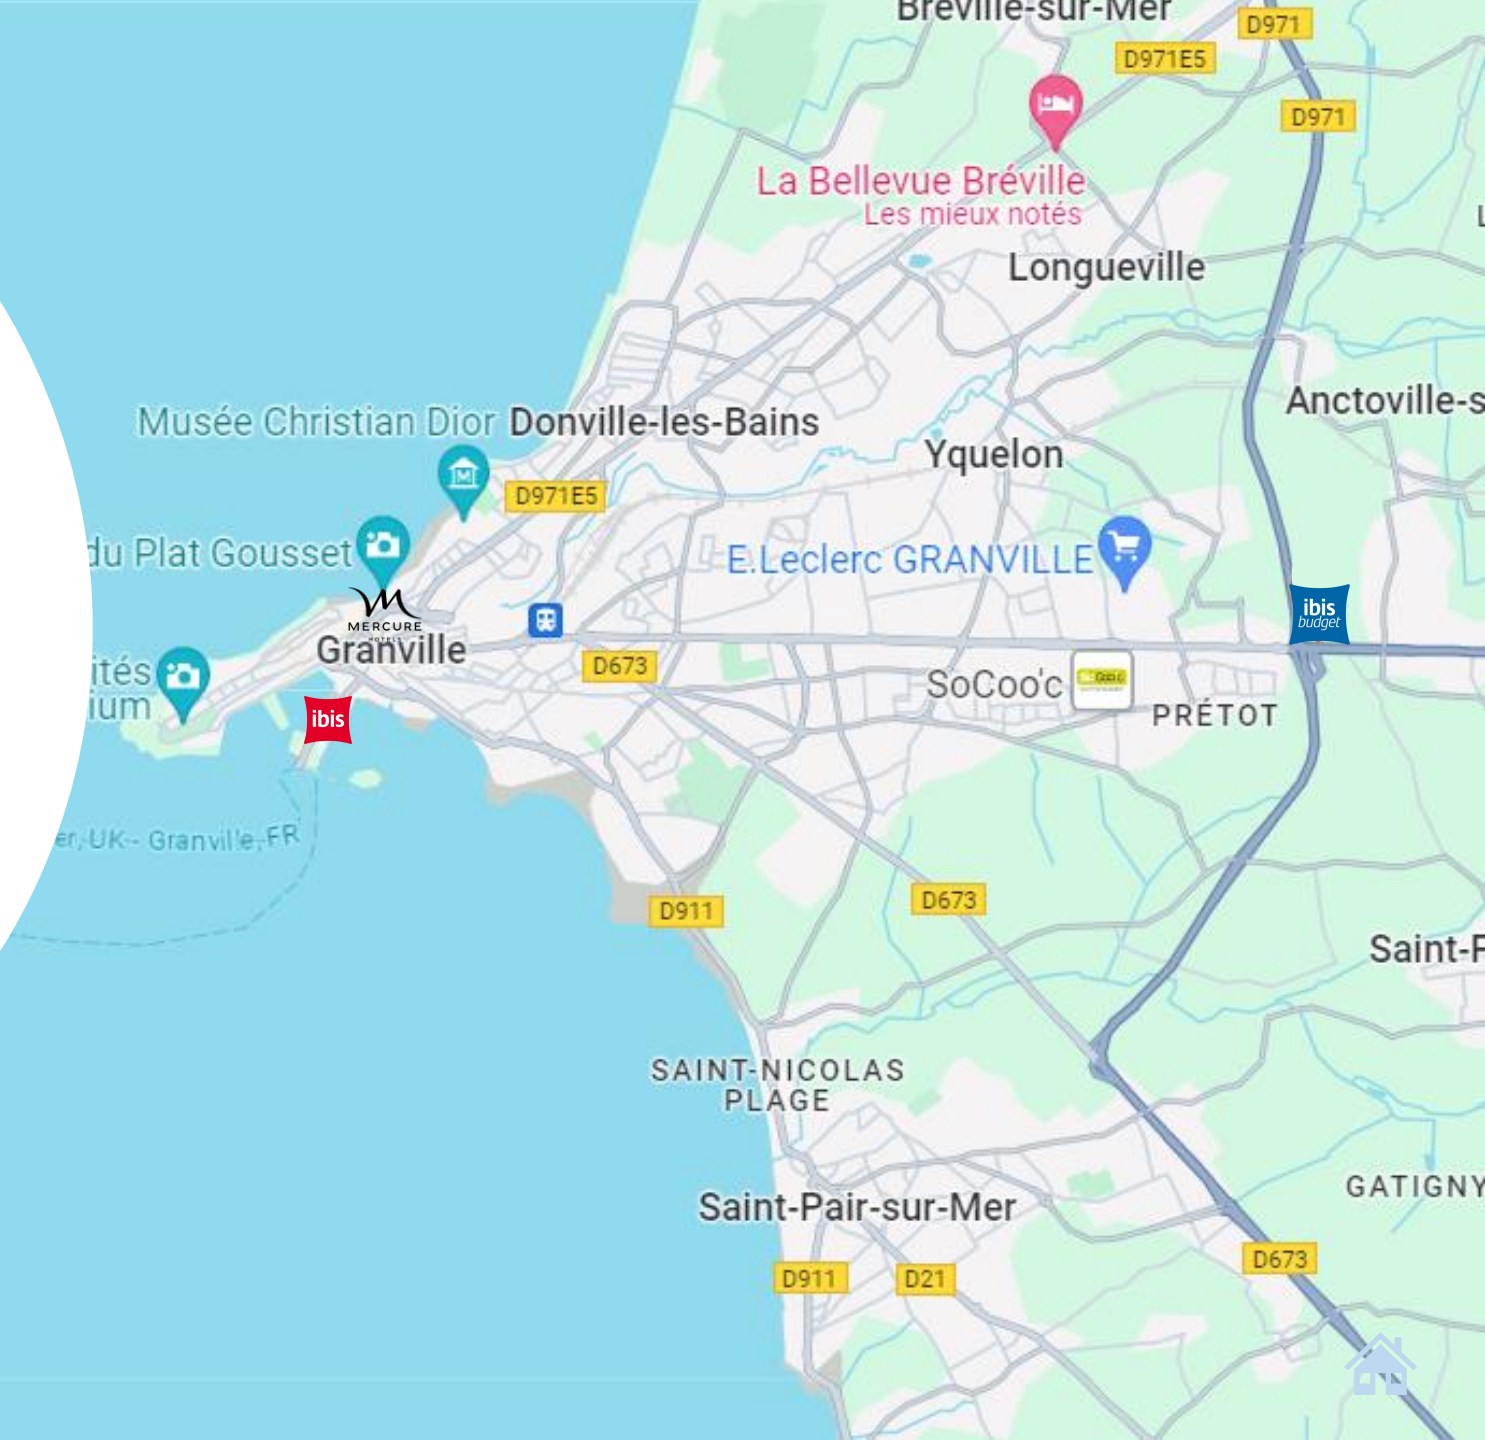 Bréville-sur-Mer
D971
D971E5
D971
La Bellevue Bréville
Les mieux notés
Longueville
Musée Christian Dior
Donville-les-Bains
Anctoville-s
Yquelon
D971E5
du Plat Gousset
E.Leclerc GRANVILLE
ibis
budget
MERCURE
HOTELS
Granville
D673
ités
ium
SoCoo'c
PRÉTOT
ibis
er, UK - Granville, FR
D911
D673
Saint-P
SAINT-NICOLAS
PLAGE
GATIGNY
Saint-Pair-sur-Mer
D911
D21
D673